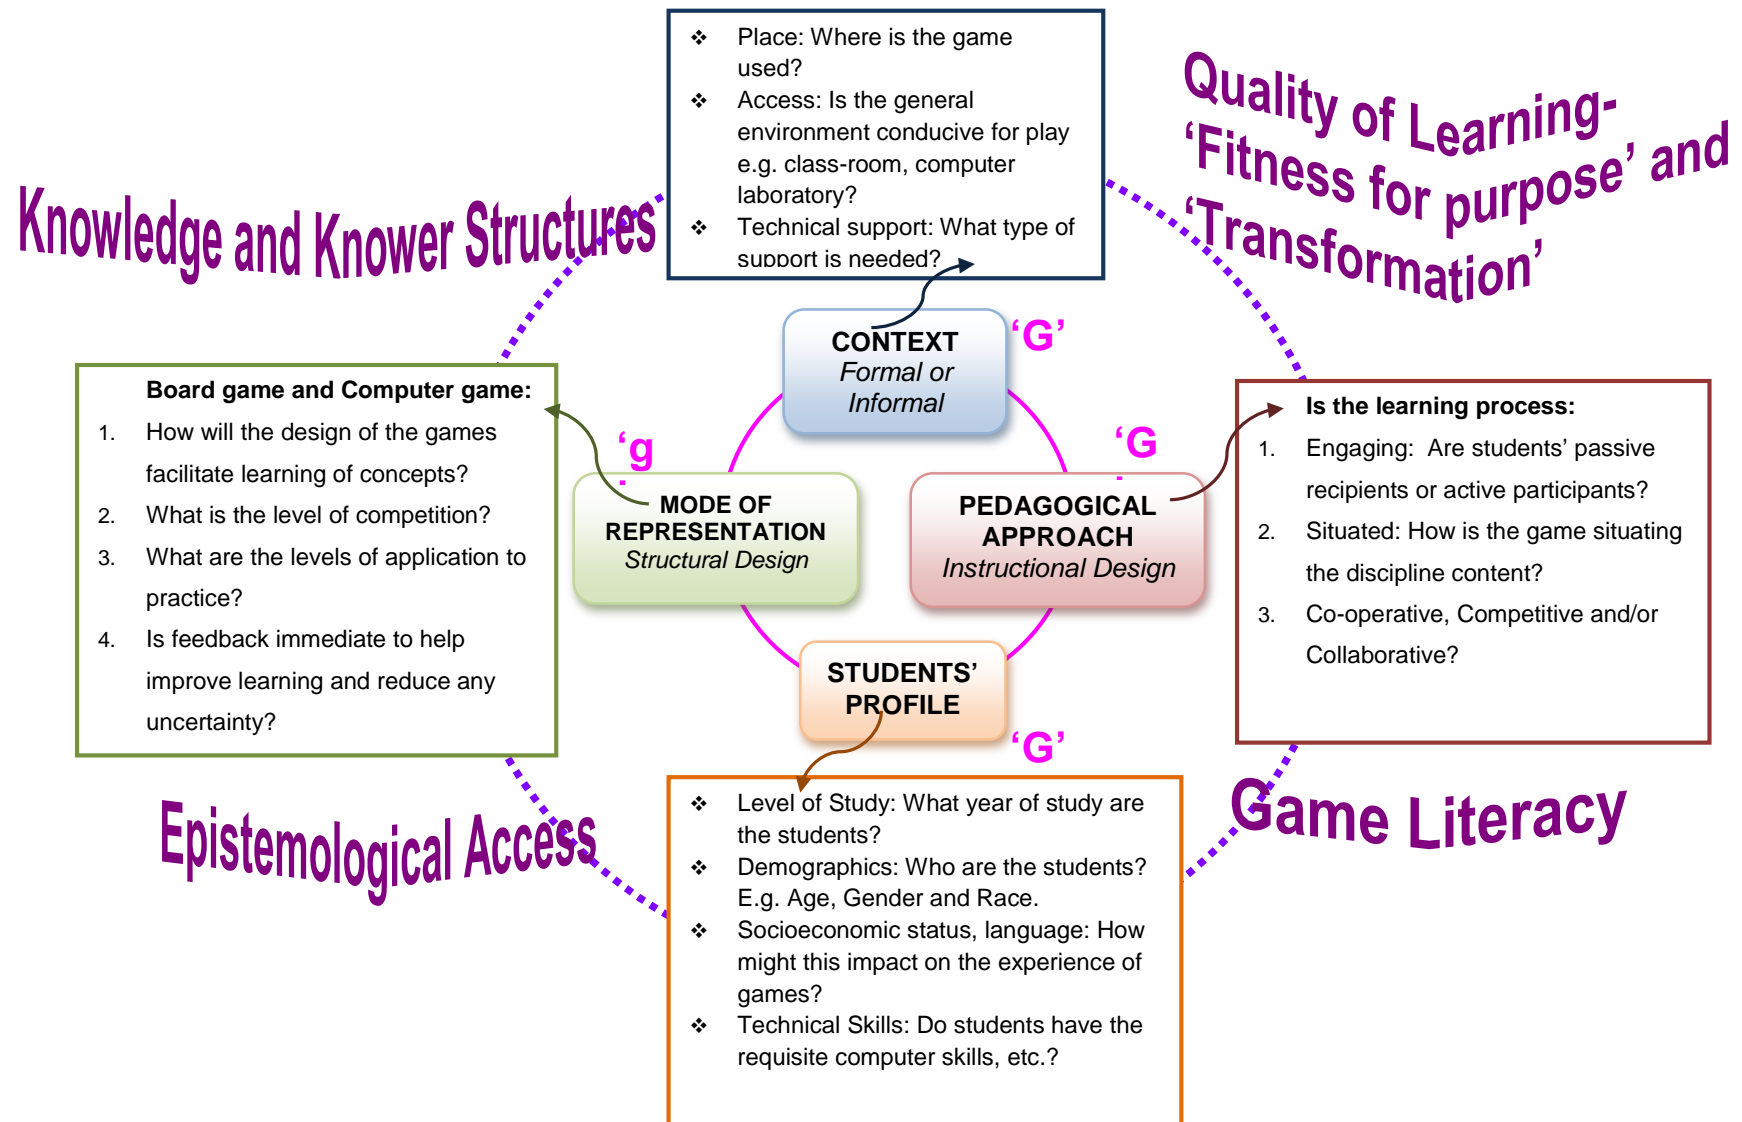 ❖ Place: Where is the game
used?
❖ Access: Is the general
environment conducive for play
e.g. class-room, computer
laboratory?
❖ Technical support: What type of
support is needed?
Quality of Learning-
‘Fitness for purpose’ and
‘Transformation’
Knowledge and Knower Structures
CONTEXT
Formal or
Informal
‘G’
Board game and Computer game:
1. How will the design of the games
facilitate learning of concepts?
2. What is the level of competition?
3. What are the levels of application to
practice?
4. Is feedback immediate to help
improve learning and reduce any
uncertainty?
‘g
MODE OF
REPRESENTATION
Structural Design
‘G
PEDAGOGICAL
APPROACH
Instructional Design
Is the learning process:
1. Engaging: Are students’ passive
recipients or active participants?
2. Situated: How is the game situating
the discipline content?
3. Co-operative, Competitive and/or
Collaborative?
STUDENTS’
PROFILE
‘G’
Epistemological Access
Game Literacy
❖ Level of Study: What year of study are
the students?
❖ Demographics: Who are the students?
E.g. Age, Gender and Race.
❖ Socioeconomic status, language: How
might this impact on the experience of
games?
❖ Technical Skills: Do students have the
requisite computer skills, etc.?